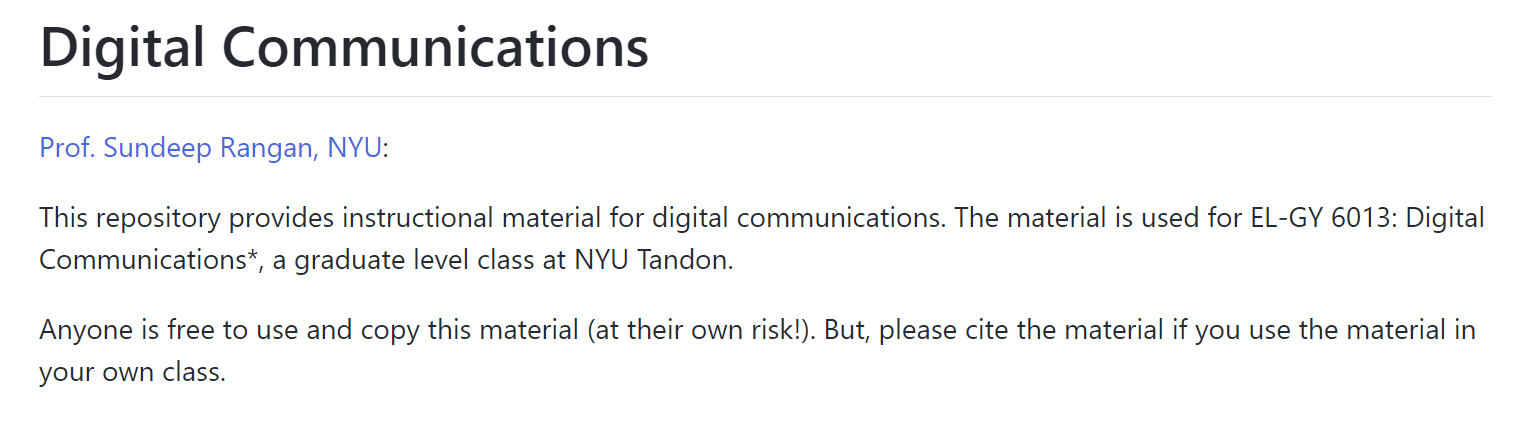 Digital Communications
Prof. Sundeep Rangan, NYU:
This repository provides instructional material for digital communications. The material is used for EL-GY 6013: Digital
Communications*, a graduate level class at NYU Tandon.
Anyone is free to use and copy this material (at their own risk!). But, please cite the material if you use the material in
your own class.